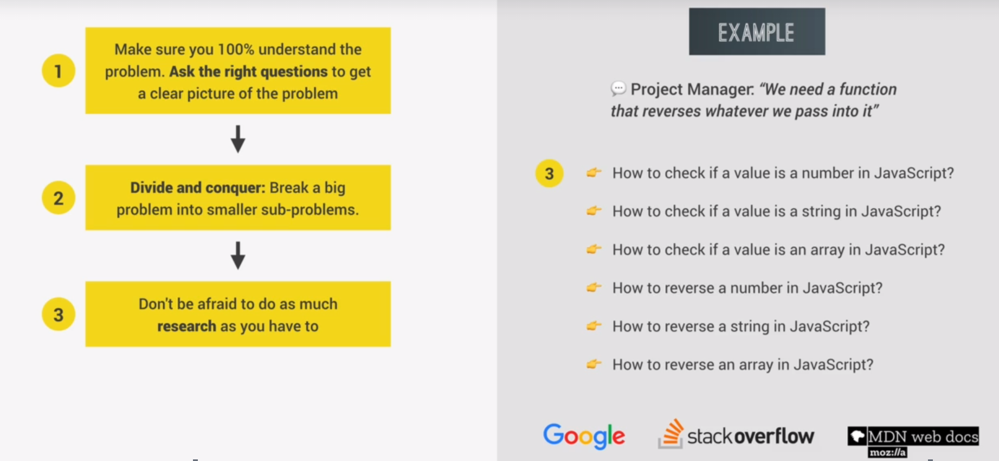 1
Make sure you 100% understand the
problem. Ask the right questions to get
a clear picture of the problem
2
Divide and conquer: Break a big
problem into smaller sub-problems.
3
Don't be afraid to do as much
research as you have to
EXAMPLE
Project Manager: “We need a function
that reverses whatever we pass into it”
3
How to check if a value is a number in JavaScript?
How to check if a value is a string in JavaScript?
How to check if a value is an array in JavaScript?
How to reverse a number in JavaScript?
How to reverse a string in JavaScript?
How to reverse an array in JavaScript?
Google
stackoverflow
MDN web docs
moz://a